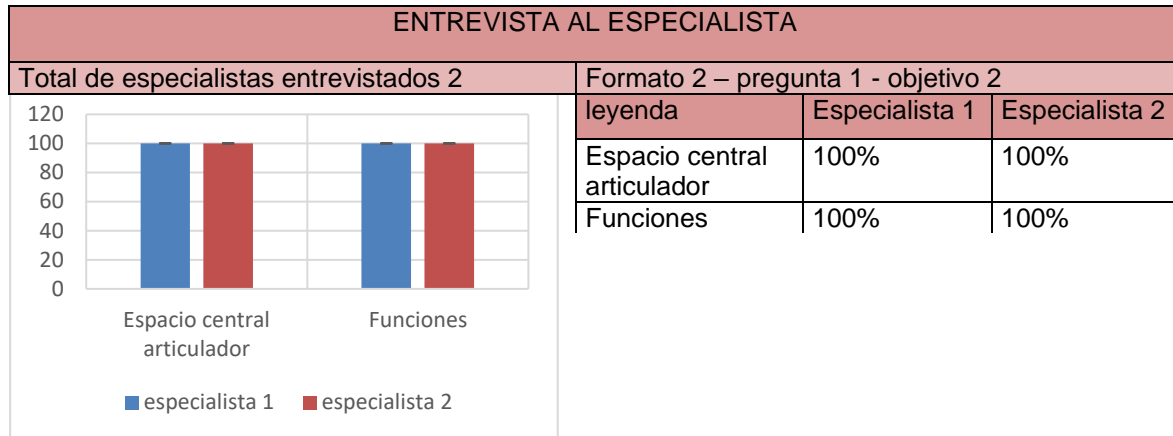 ENTREVISTA AL ESPECIALISTA
Total de especialistas entrevistados 2
Formato 2 – pregunta 1 - objetivo 2
120
100
80
60
40
20
0
Espacio central
articulador
Funciones
especialista 1
especialista 2
leyenda
Especialista 1
Especialista 2
Espacio central
articulador
100%
100%
Funciones
100%
100%